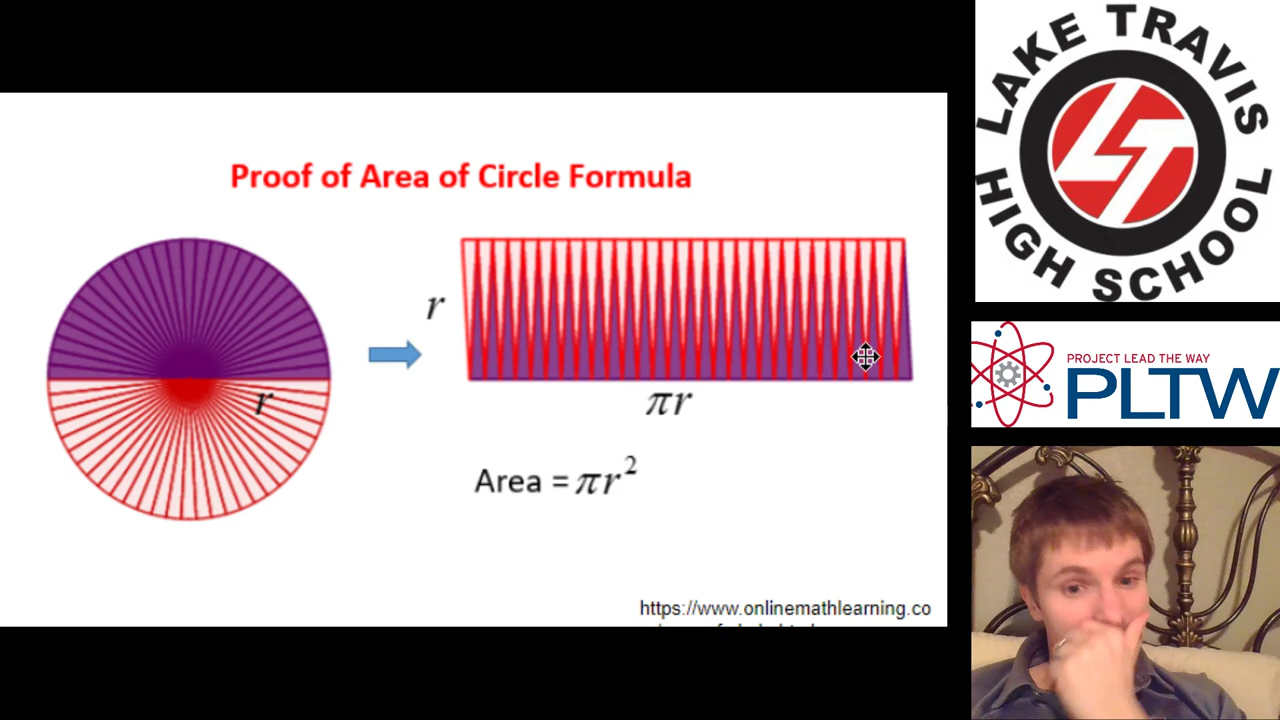 Proof of Area of Circle Formula
r
r
πr
Area = πr²
https://www.onlinemathlearning.co
LAKE TRAVIS
LT
HIGH SCHOOL
PROJECT LEAD THE WAY
PLTW